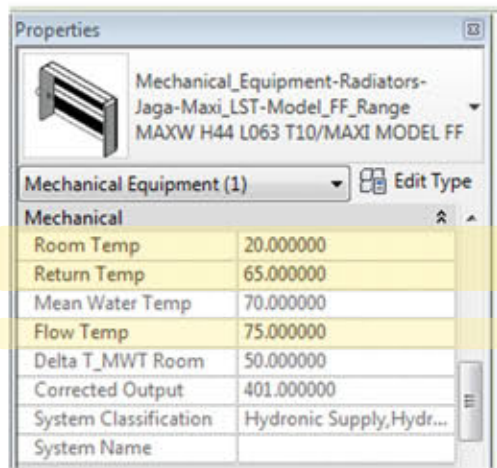 Properties
Mechanical_Equipment-Radiators-
Jaga-Maxi_LST-Model_FF_Range
MAXW H44 L063 T10/MAXI MODEL FF
Mechanical Equipment (1) Edit Type
Mechanical
Room Temp 20.000000
Return Temp 65.000000
Mean Water Temp 70.000000
Flow Temp 75.000000
Delta T_MWT Room 50.000000
Corrected Output 401.000000
System Classification Hydronic Supply,Hydr...
System Name